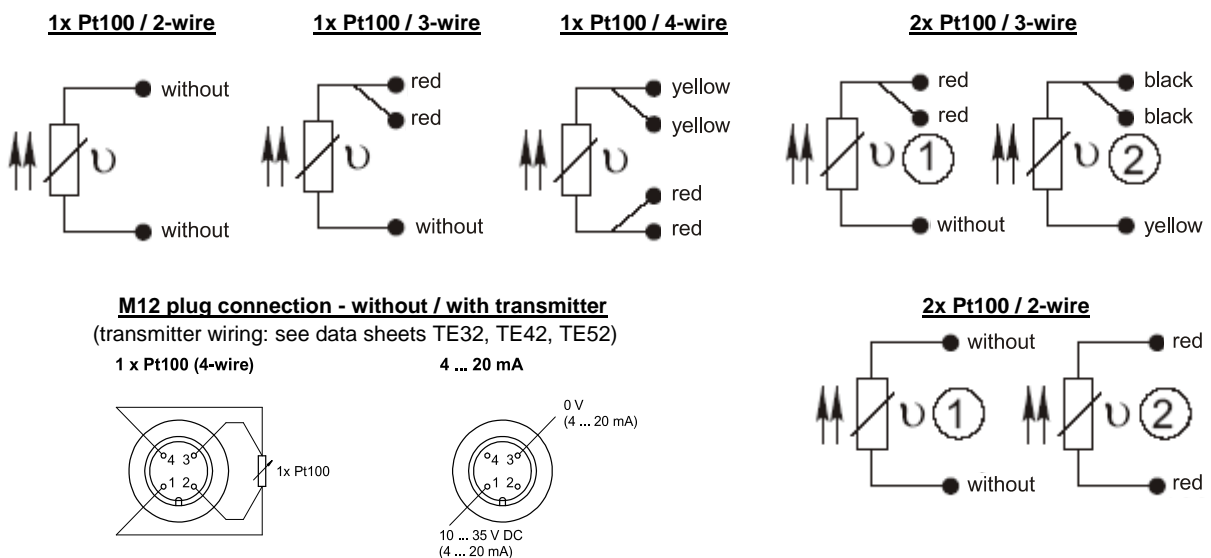 1x Pt100 / 2-wire
without
υ
without
1x Pt100 / 3-wire
red
red
υ
without
1x Pt100 / 4-wire
yellow
yellow
υ
red
red
2x Pt100 / 3-wire
red
red
υ 1
without
black
black
υ 2
yellow
M12 plug connection - without / with transmitter
(transmitter wiring: see data sheets TE32, TE42, TE52)
1 x Pt100 (4-wire)
4 3
1 2
1x Pt100
4 ... 20 mA
0 V
(4 ... 20 mA)
4 3
1 2
10 ... 35 V DC
(4 ... 20 mA)
2x Pt100 / 2-wire
without
υ 1
without
red
υ 2
red